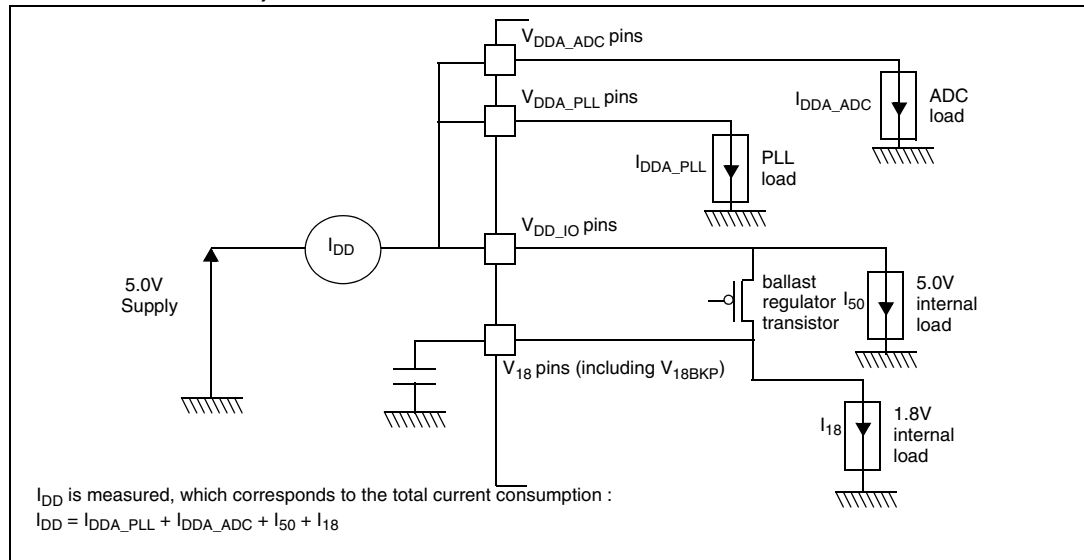 V_DDA_ADC pins
V_DDA_PLL pins
I_DDA_ADC
ADC
load
I_DDA_PLL
PLL
load
V_DD_IO pins
I_DD
5.0V
Supply
ballast
regulator
transistor
I_50
5.0V
internal
load
V_18 pins (including V_18BKP)
I_18
1.8V
internal
load
I_DD is measured, which corresponds to the total current consumption :
I_DD = I_DDA_PLL + I_DDA_ADC + I_50 + I_18